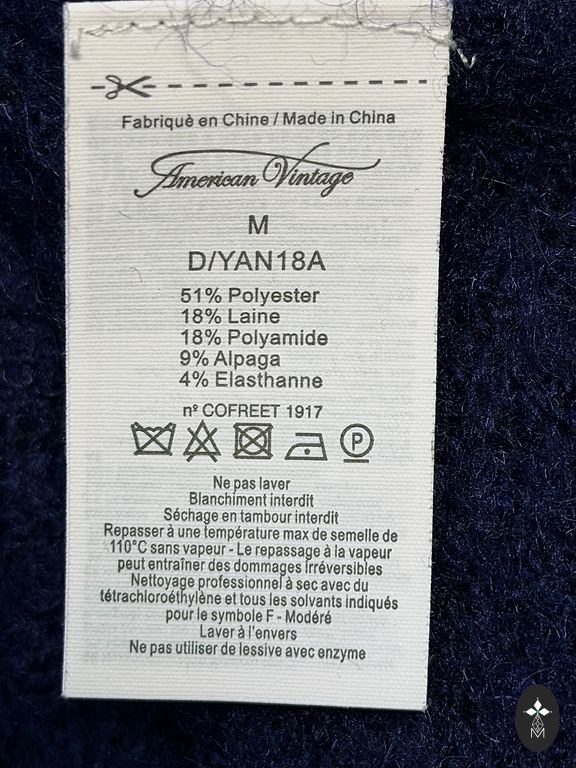 Fabriquè en Chine / Made in China
American Vintage
M
D/YAN18A
51% Polyester
18% Laine
18% Polyamide
9% Alpaga
4% Elasthanne
nº COFREET 1917
P
Ne pas laver
Blanchiment interdit
Séchage en tambour interdit
Repasser à une température max de semelle de
110°C sans vapeur - Le repassage à la vapeur
peut entraîner des dommages irréversibles
Nettoyage professionnel à sec avec du
tétrachloroéthylène et tous les solvants indiqués
pour le symbole F - Modéré
Laver à l'envers
Ne pas utiliser de lessive avec enzyme
M